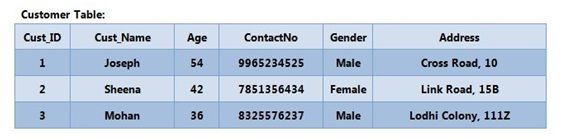 Customer Table:
Cust_ID Cust_Name Age ContactNo Gender Address
1 Joseph 54 9965234525 Male Cross Road, 10
2 Sheena 42 7851356434 Female Link Road, 15B
3 Mohan 36 8325576237 Male Lodhi Colony, 111Z